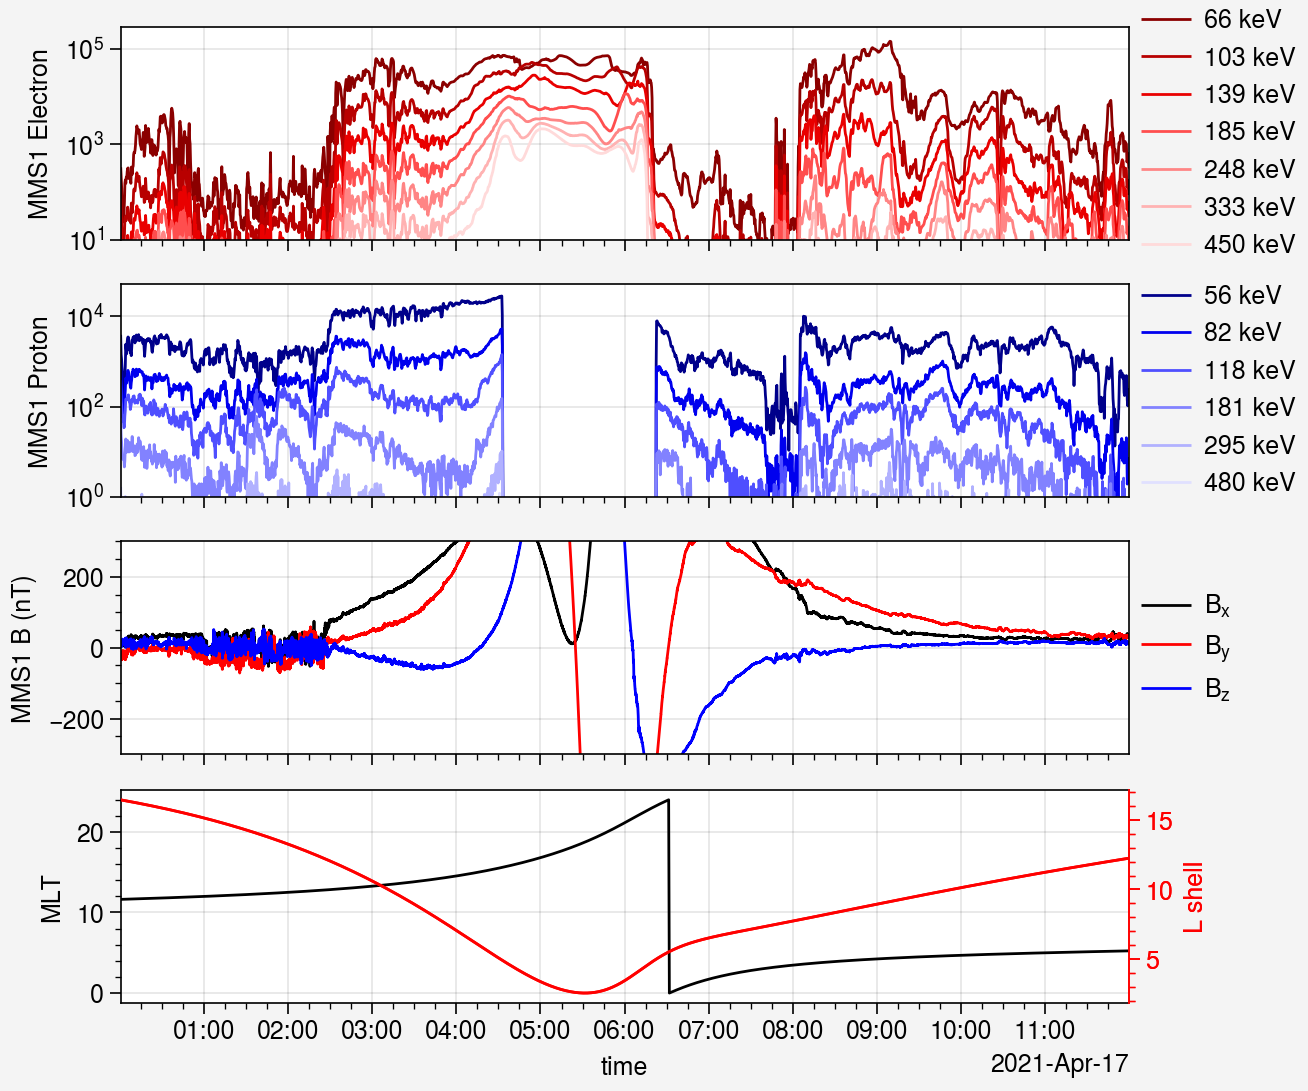 MMS1 Electron
10⁵
10³
10¹
66 keV
103 keV
139 keV
185 keV
248 keV
333 keV
450 keV
MMS1 Proton
10⁴
10²
10⁰
56 keV
82 keV
118 keV
181 keV
295 keV
480 keV
MMS1 B (nT)
200
0
−200
Bₓ
B_y
B_z
MLT
20
10
0
15
10
5
L shell
01:00 02:00 03:00 04:00 05:00 06:00 07:00 08:00 09:00 10:00 11:00
time
2021-Apr-17